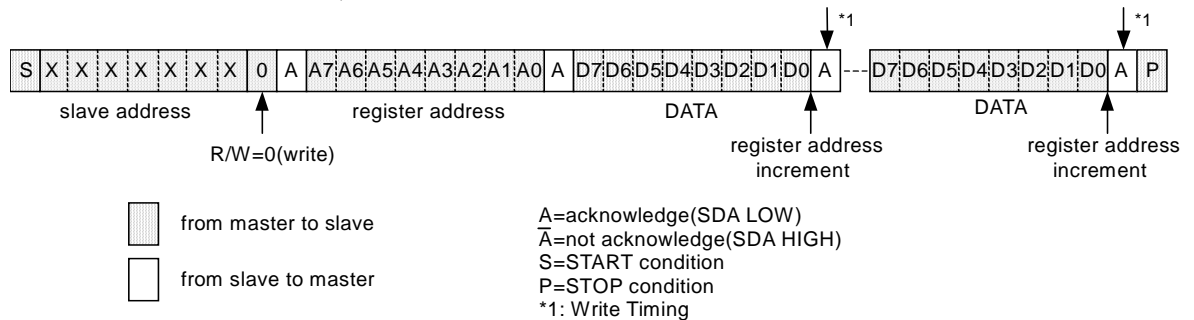 *1 *1
S X X X X X X X 0 A A7 A6 A5 A4 A3 A2 A1 A0 A D7 D6 D5 D4 D3 D2 D1 D0 A D7 D6 D5 D4 D3 D2 D1 D0 A P
slave address register address DATA DATA
R/W=0(write)
register address
increment
register address
increment
from master to slave
from slave to master
A=acknowledge(SDA LOW)
A̅=not acknowledge(SDA HIGH)
S=START condition
P=STOP condition
*1: Write Timing